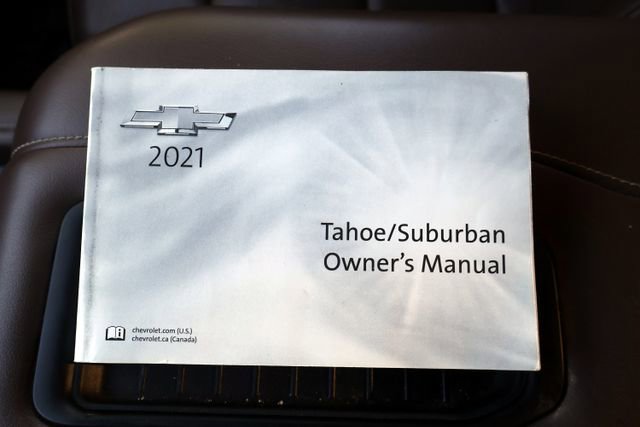 2021
Tahoe/Suburban
Owner's Manual
chevrolet.com (U.S.)
chevrolet.ca (Canada)